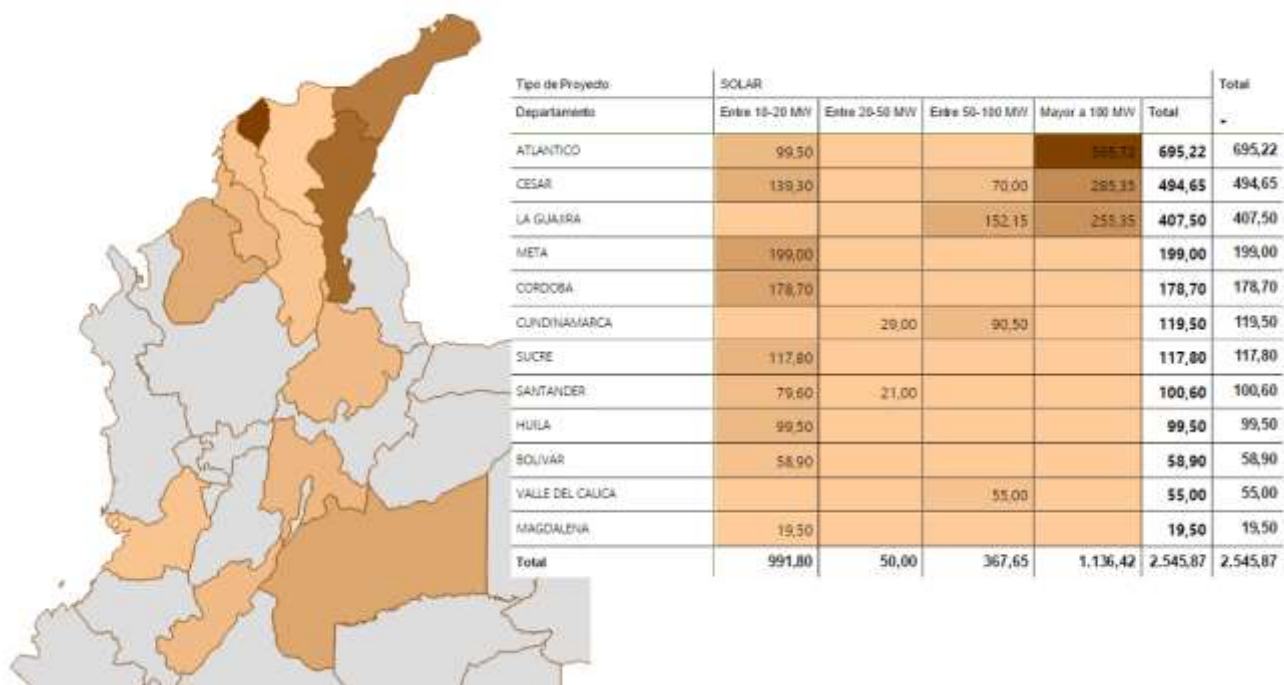 Tipo de Proyecto SOLAR Total
Departamento Entre 10-20 MW Entre 20-50 MW Entre 50-100 MW Mayor a 100 MW Total
ATLANTICO 99,50 695,22 695,22
CESAR 139,30 70,00 285,35 494,65 494,65
LA GUAJIRA 152,15 255,35 407,50 407,50
META 199,00 199,00 199,00
CORDOBA 178,70 178,70 178,70
CUNDINAMARCA 29,00 90,50 119,50 119,50
SUCRE 117,80 117,80 117,80
SANTANDER 79,60 21,00 100,60 100,60
HUILA 99,50 99,50 99,50
BOLIVAR 58,90 58,90 58,90
VALLE DEL CAUCA 55,00 55,00 55,00
MAGDALENA 19,50 19,50 19,50
Total 991,80 50,00 367,65 1.136,42 2.545,87 2.545,87